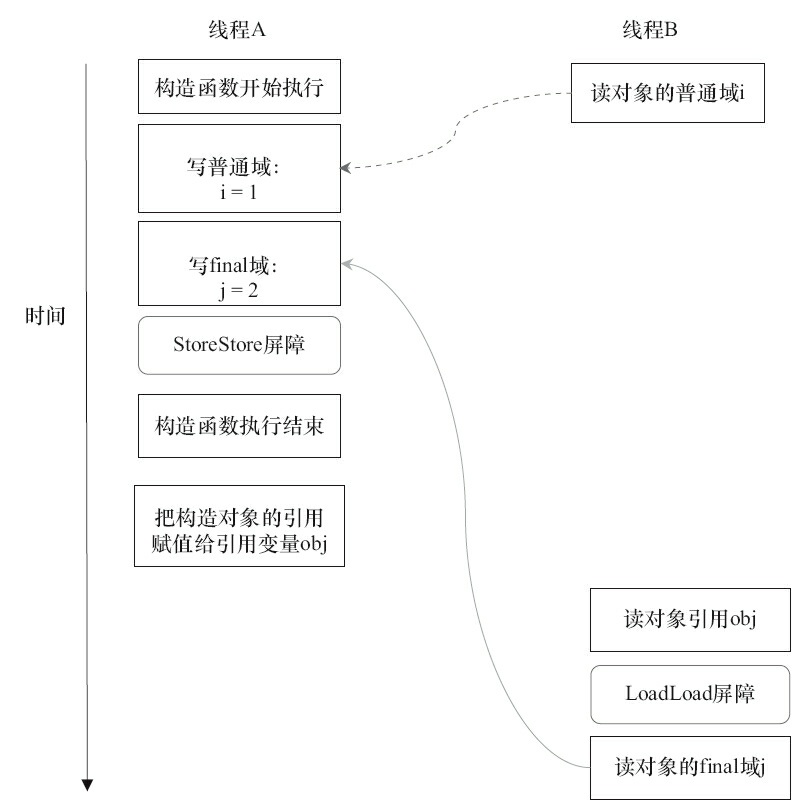 线程A
线程B
构造函数开始执行
读对象的普通域i
写普通域：
i = 1
写final域：
j = 2
时间
StoreStore屏障
构造函数执行结束
把构造对象的引用
赋值给引用变量obj
读对象引用obj
LoadLoad屏障
读对象的final域j